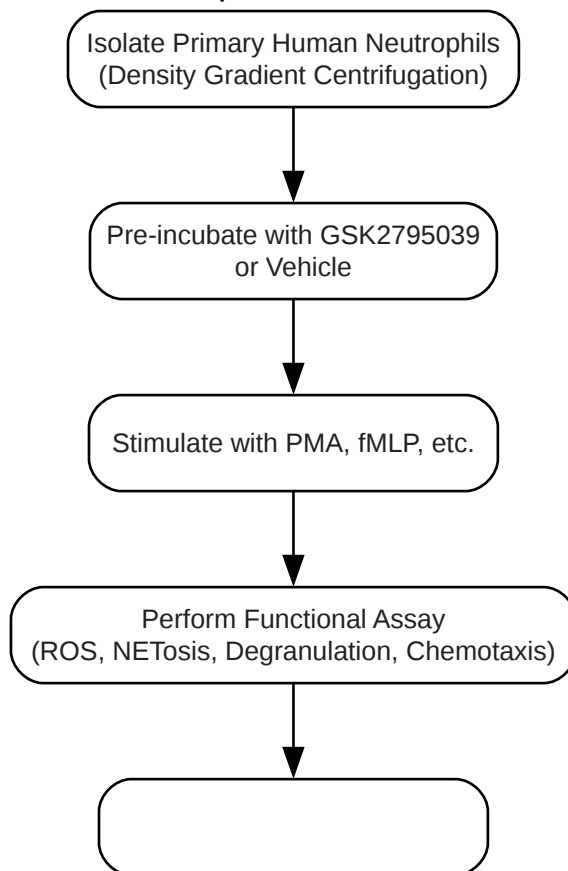 Isolate Primary Human Neutrophils
(Density Gradient Centrifugation)
Pre-incubate with GSK2795039
or Vehicle
Stimulate with PMA, fMLP, etc.
Perform Functional Assay
(ROS, NETosis, Degranulation, Chemotaxis)